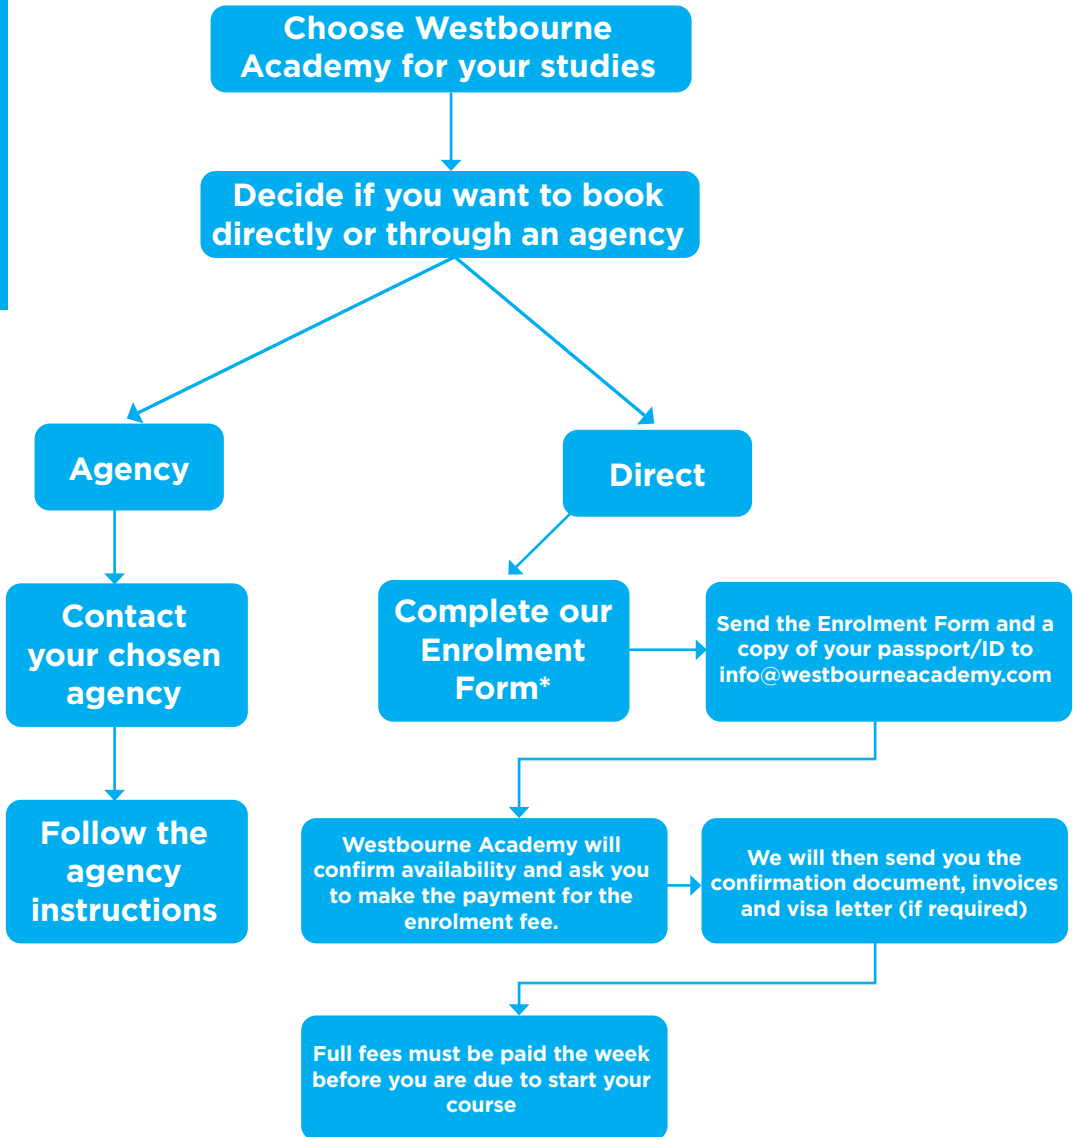 Choose Westbourne
Academy for your studies
Decide if you want to book
directly or through an agency
Agency
Direct
Contact
your chosen
agency
Complete our
Enrolment
Form*
Send the Enrolment Form and a
copy of your passport/ID to
info@westbourneacademy.com
Follow the
agency
instructions
Westbourne Academy will
confirm availability and ask you
to make the payment for the
enrolment fee.
We will then send you the
confirmation document, invoices
and visa letter (if required)
Full fees must be paid the week
before you are due to start your
course